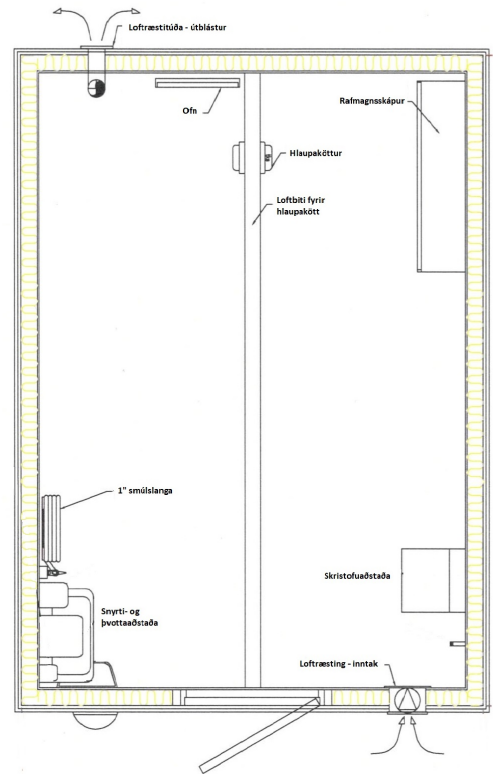 Loftræstitúða - útblástur
Ofn
Rafmagnsskápur
Hlaupaköttur
Loftbiti fyrir
hlaupakött
1" smúlslanga
Skristofuaðstaða
Snyrti- og
þvottaaðstaða
Loftræsting - inntak